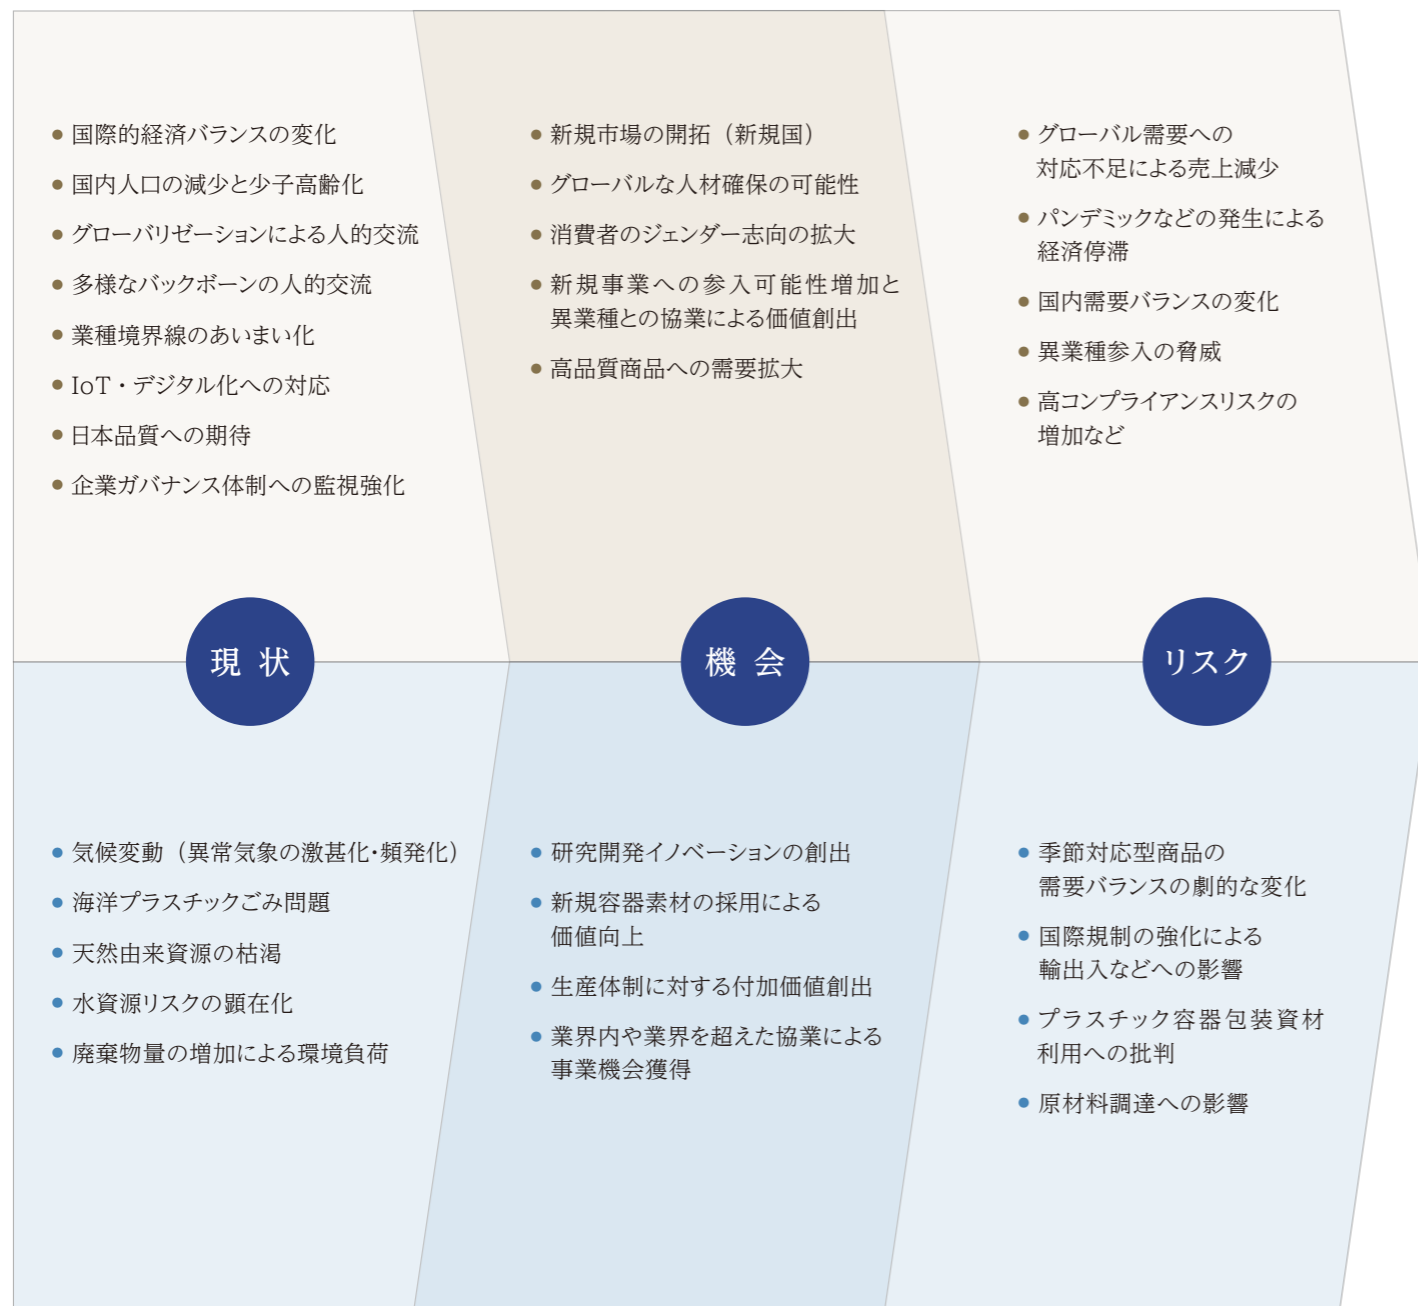 ● 国際的経済バランスの変化
● 国内人口の減少と少子高齢化
● グローバリゼーションによる人的交流
● 多様なバックボーンの人的交流
● 業種境界線のあいまい化
● IoT・デジタル化への対応
● 日本品質への期待
● 企業ガバナンス体制への監視強化
● 新規市場の開拓（新規国）
● グローバルな人材確保の可能性
● 消費者のジェンダー志向の拡大
● 新規事業への参入可能性増加と
異業種との協業による価値創出
● 高品質商品への需要拡大
● グローバル需要への
対応不足による売上減少
● パンデミックなどの発生による
経済停滞
● 国内需要バランスの変化
● 異業種参入の脅威
● 高コンプライアンスリスクの
増加など
現状
機会
リスク
● 気候変動（異常気象の激甚化・頻発化）
● 海洋プラスチックごみ問題
● 天然由来資源の枯渇
● 水資源リスクの顕在化
● 廃棄物量の増加による環境負荷
● 研究開発イノベーションの創出
● 新規容器素材の採用による
価値向上
● 生産体制に対する付加価値創出
● 業界内や業界を超えた協業による
事業機会獲得
● 季節対応型商品の
需要バランスの劇的な変化
● 国際規制の強化による
輸出入などへの影響
● プラスチック容器包装資材
利用への批判
● 原材料調達への影響